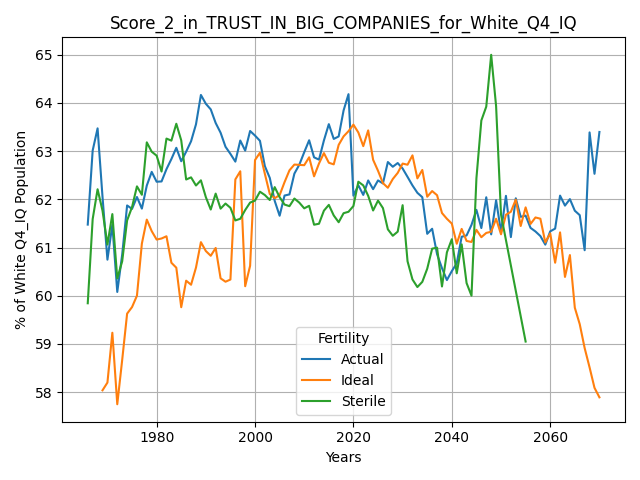 Score_2_in_TRUST_IN_BIG_COMPANIES_for_White_Q4_IQ
% of White Q4_IQ Population
65
64
63
62
61
60
59
58
Fertility
Actual
Ideal
Sterile
1980
2000
2020
2040
2060
Years